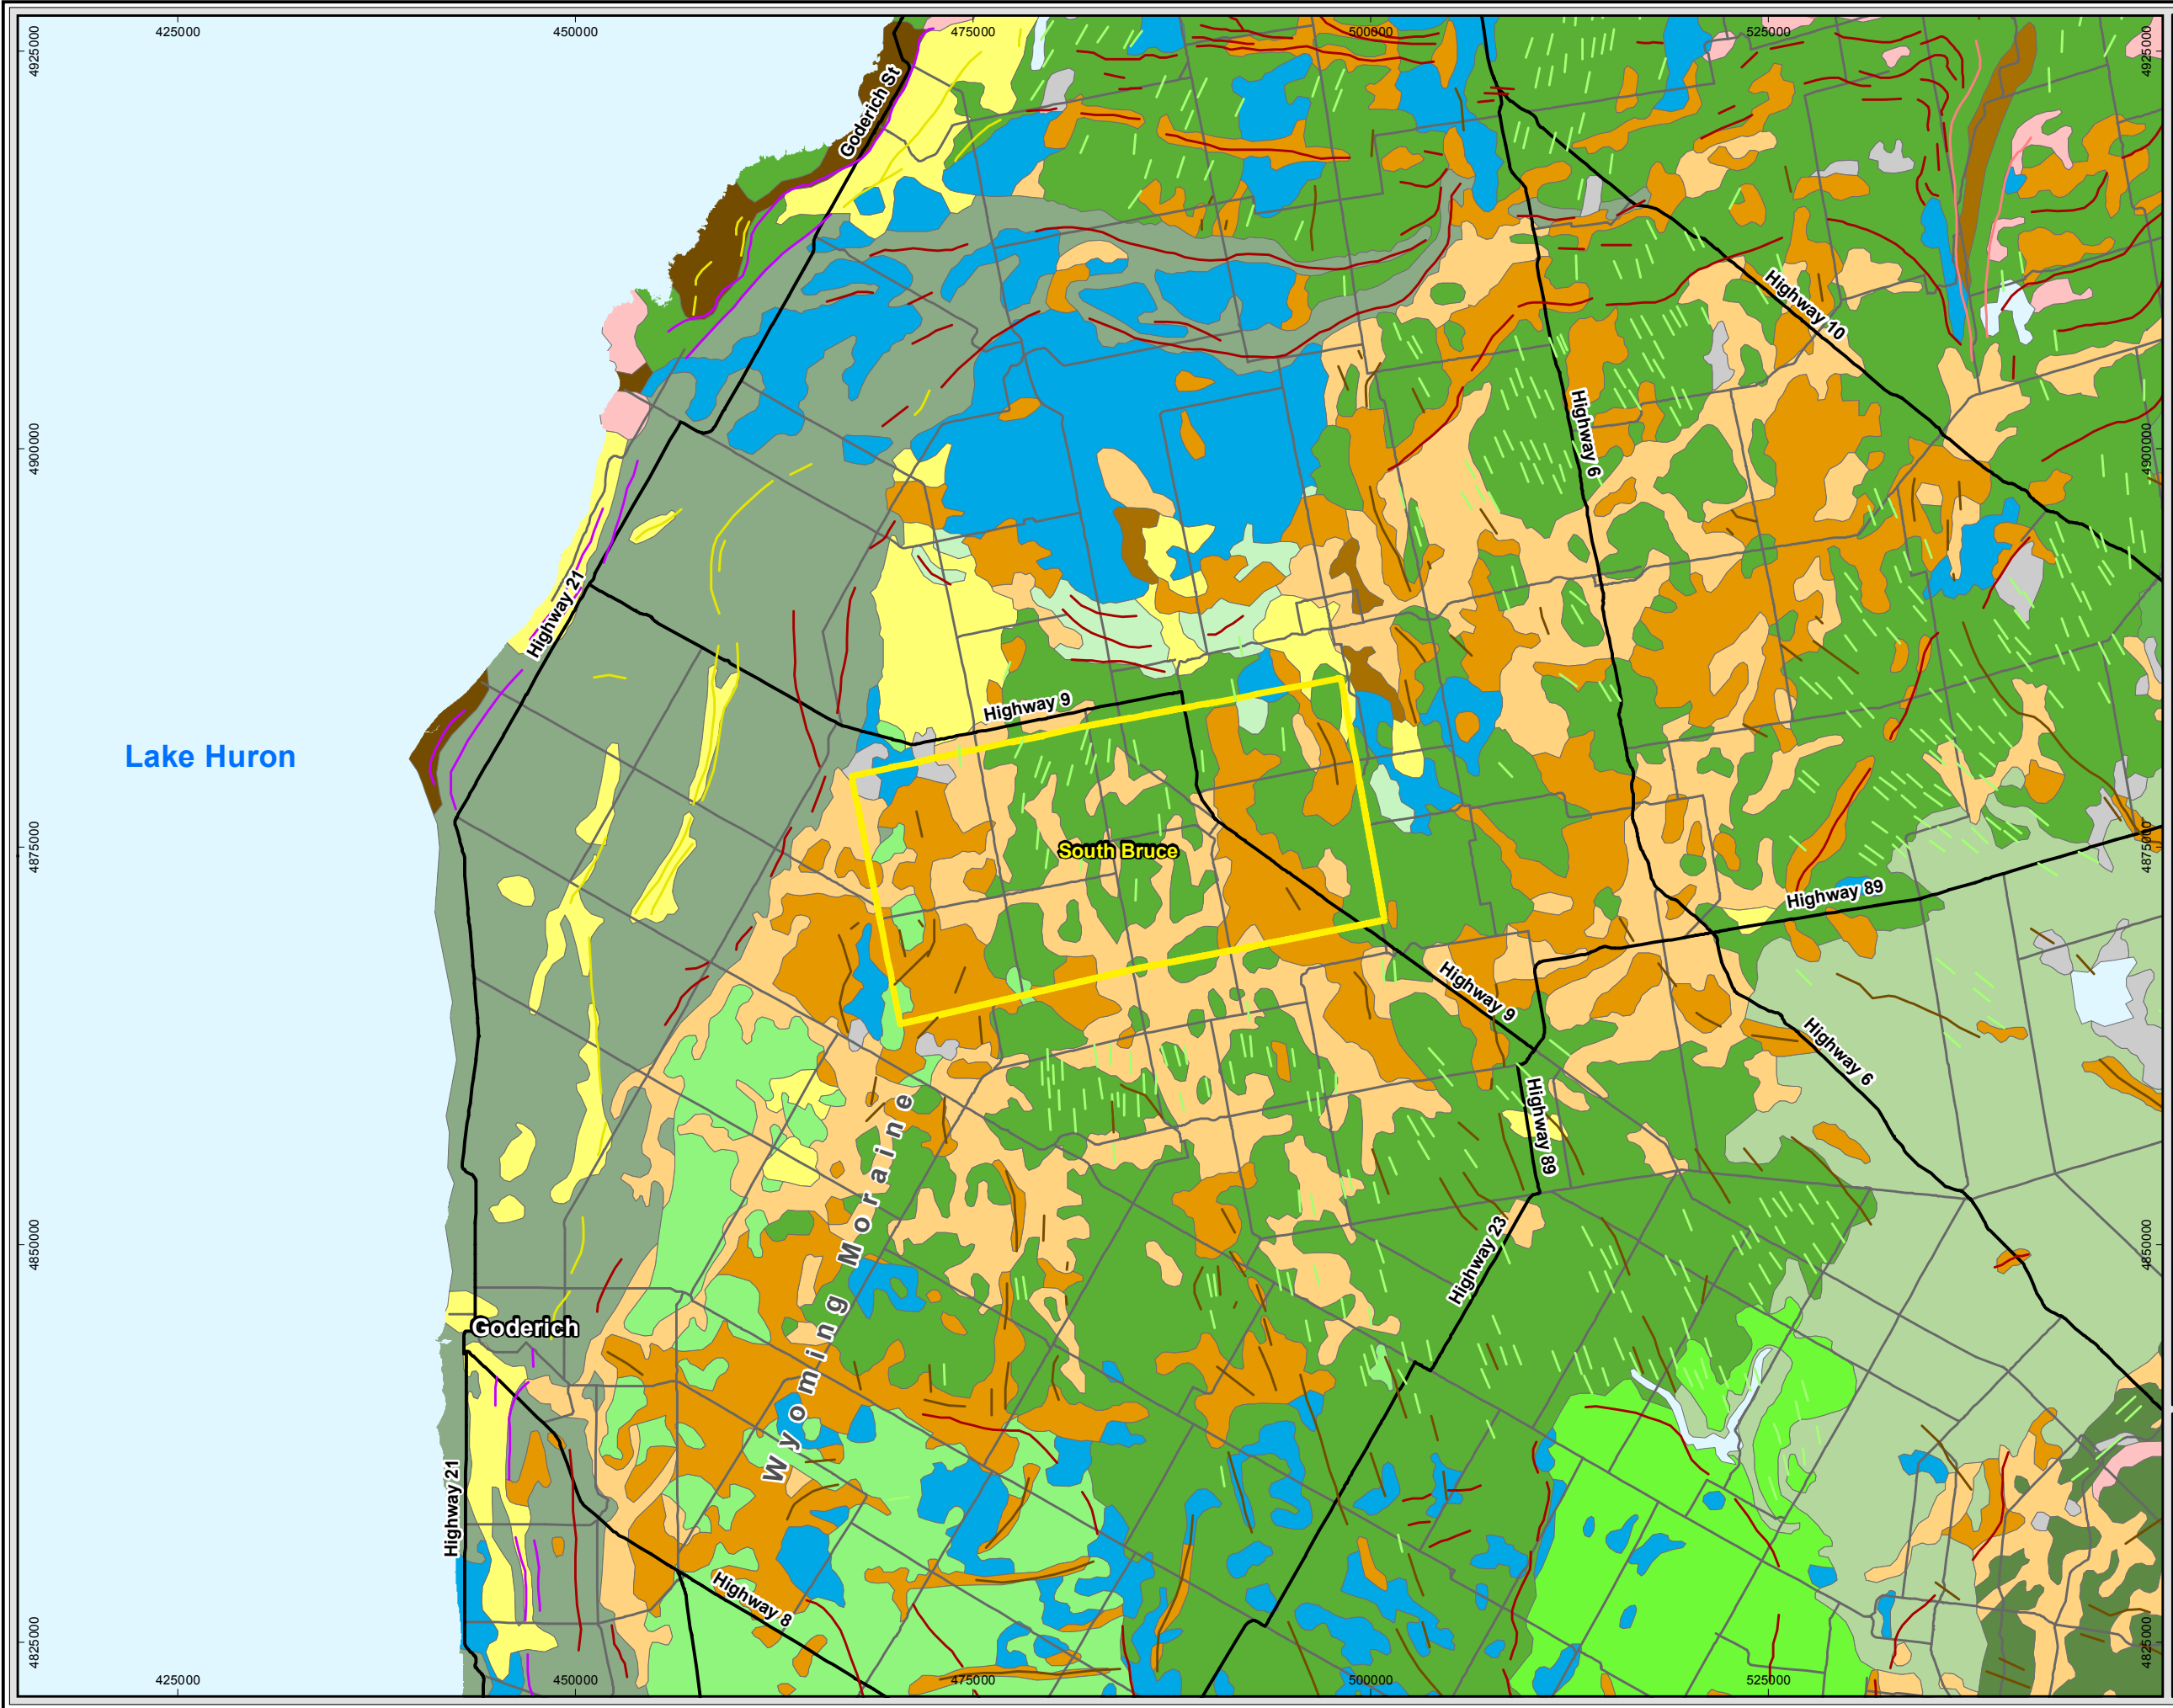 425000
450000
475000
500000
525000
4925000
4925000
Goderich St
Highway 10
Highway 6
4900000
4900000
Highway 21
Highway 9
Lake Huron
4875000
4875000
South Bruce
Highway 89
Highway 9
Highway 6
Highway 89
Wyoming Moraine
Highway 23
4850000
4850000
Goderich
Highway 21
Highway 8
4825000
4825000
425000
450000
475000
500000
525000